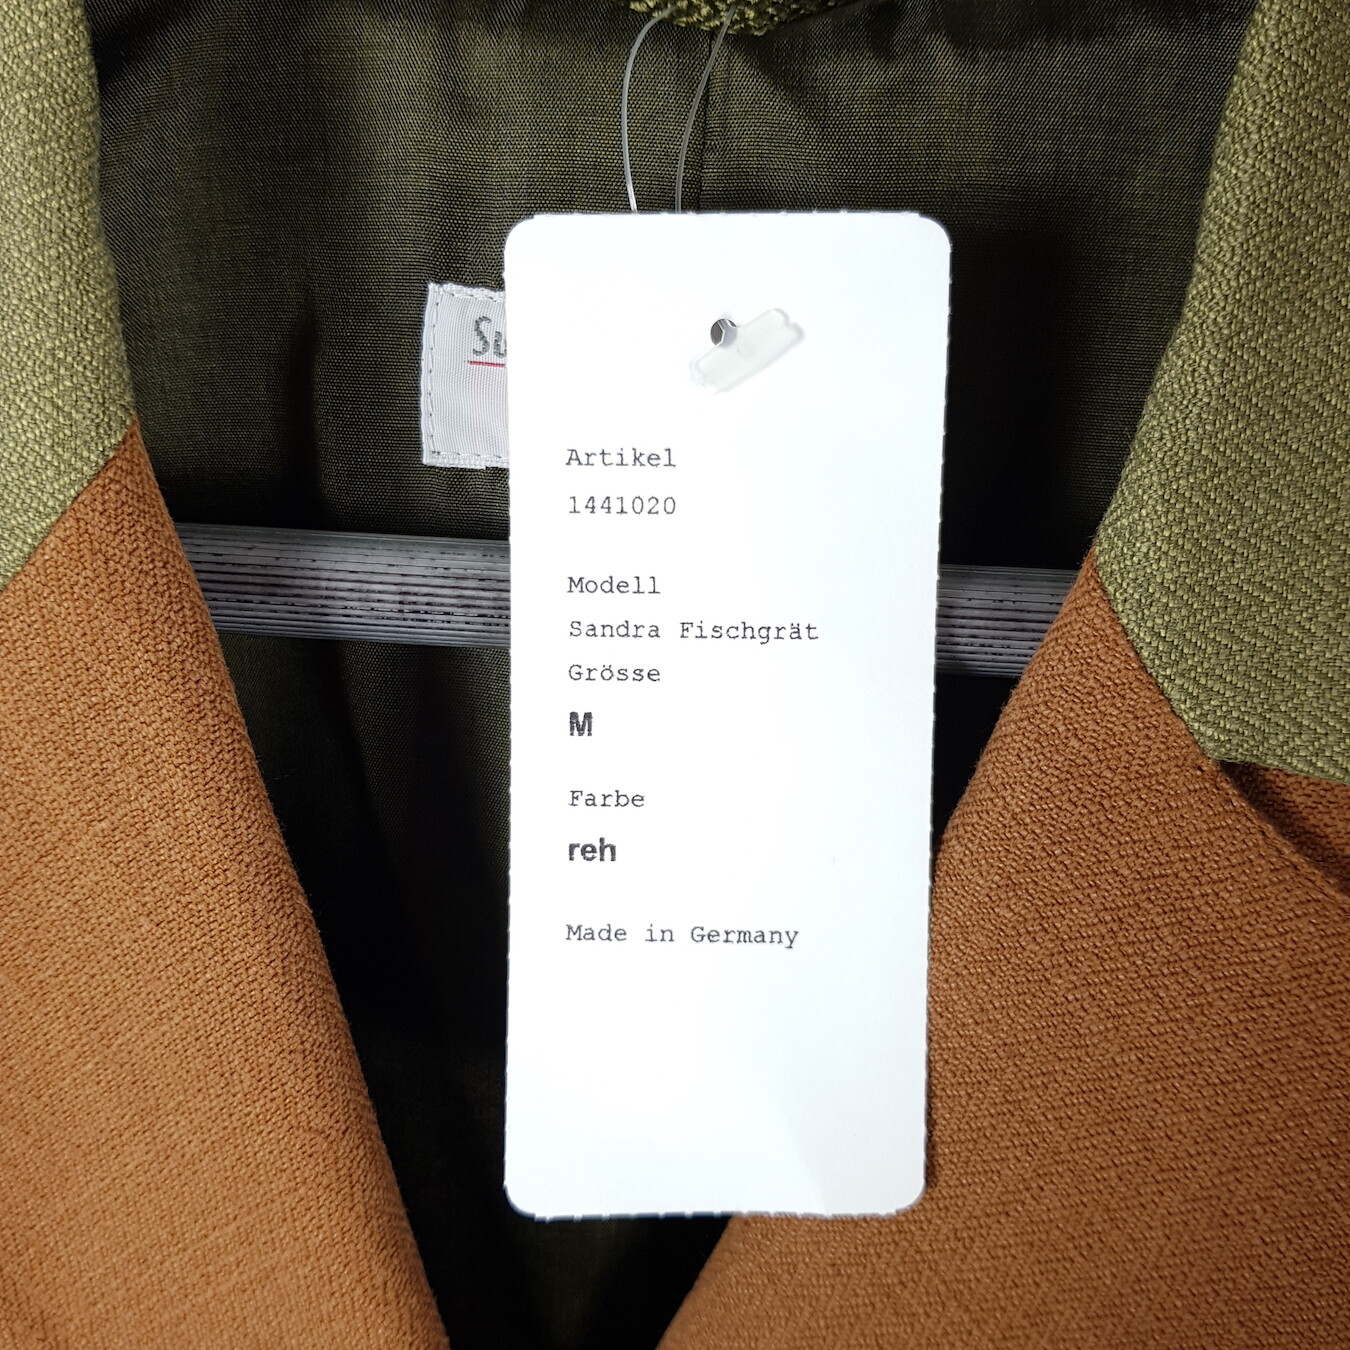 Artikel
1441020
Modell
Sandra Fischgrät
Grösse
M
Farbe
reh
Made in Germany